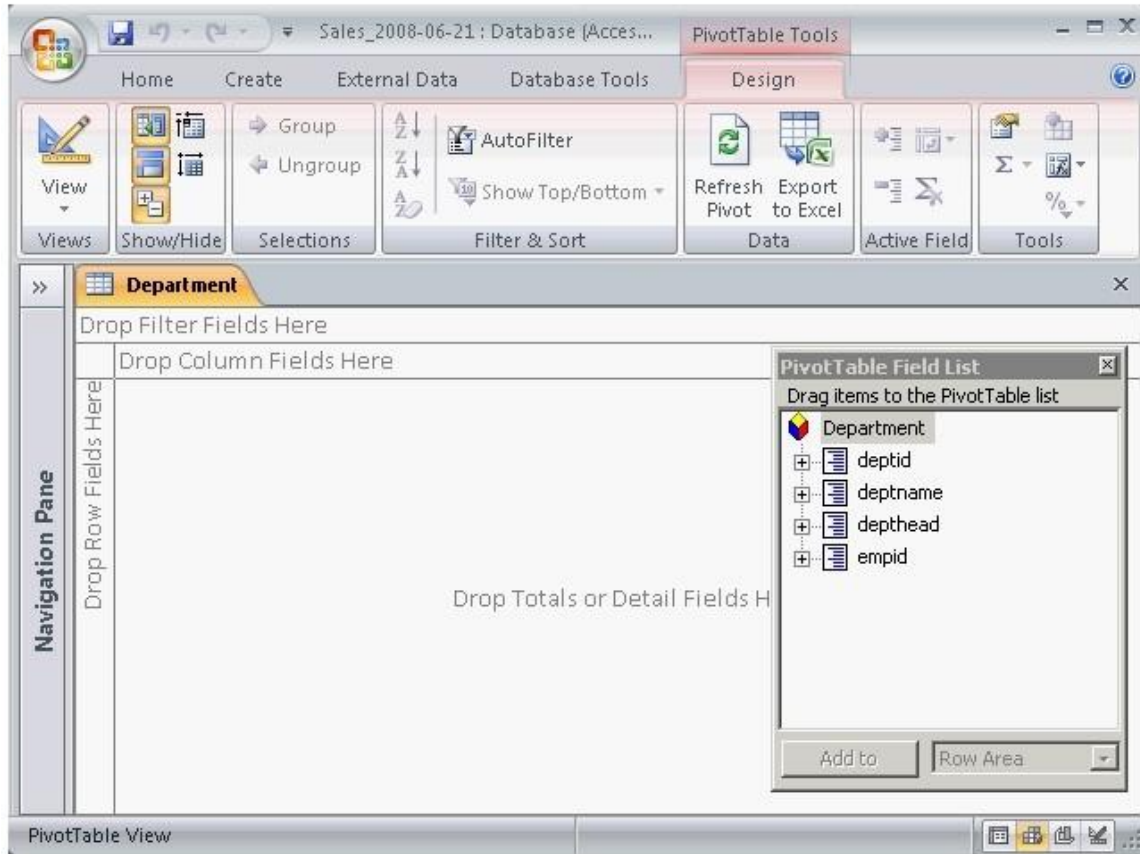 Sales_2008-06-21 : Database (Acces...
PivotTable Tools
Home Create External Data Database Tools Design
View
Group
Ungroup
AutoFilter
Show Top/Bottom
Refresh Pivot
Export to Excel
Views Show/Hide Selections Filter & Sort Data Active Field Tools
Department
Drop Filter Fields Here
Drop Column Fields Here
Drop Row Fields Here
Drop Totals or Detail Fields H
Navigation Pane
PivotTable Field List
Drag items to the PivotTable list
Department
deptid
deptname
depthead
empid
Add to Row Area
PivotTable View